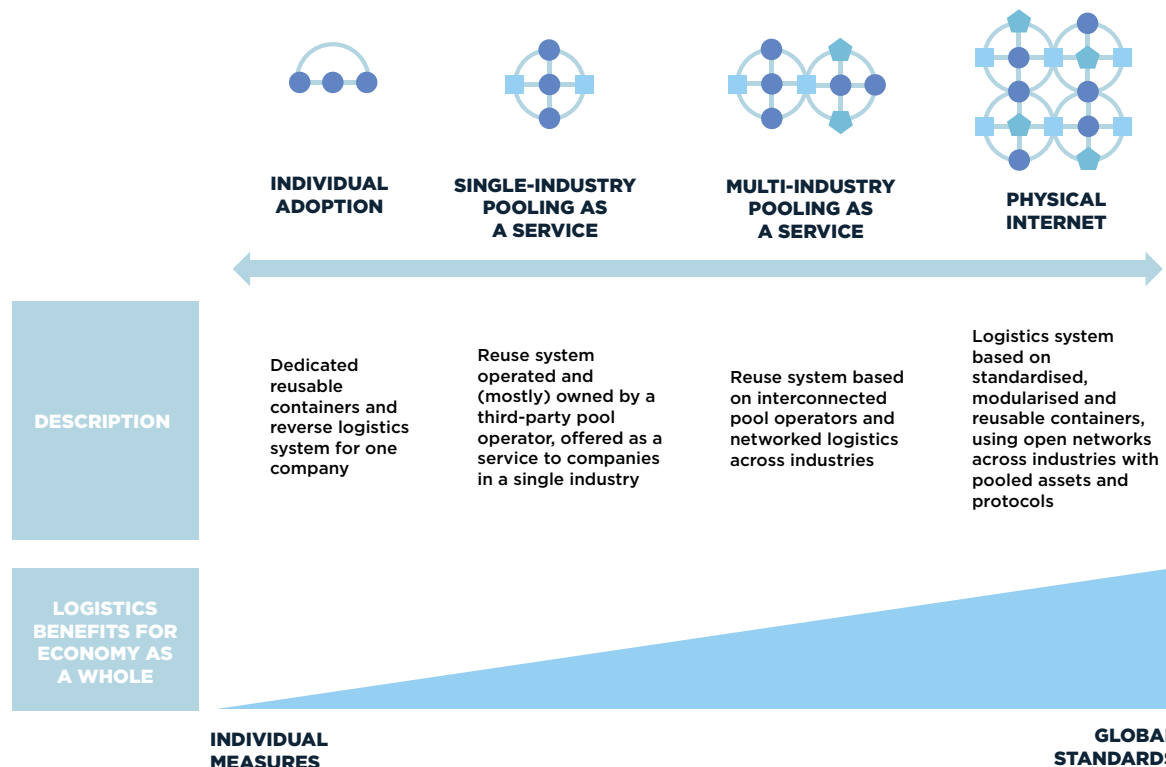 INDIVIDUAL
ADOPTION
SINGLE-INDUSTRY
POOLING AS
A SERVICE
MULTI-INDUSTRY
POOLING AS
A SERVICE
PHYSICAL
INTERNET
DESCRIPTION
Dedicated
reusable
containers and
reverse logistics
system for one
company
Reuse system
operated and
(mostly) owned by a
third-party pool
operator, offered as a
service to companies
in a single industry
Reuse system based
on interconnected
pool operators and
networked logistics
across industries
Logistics system
based on
standardised,
modularised and
reusable containers,
using open networks
across industries with
pooled assets and
protocols
LOGISTICS
BENEFITS FOR
ECONOMY AS
A WHOLE
INDIVIDUAL
MEASURES
GLOBAL
STANDARDS